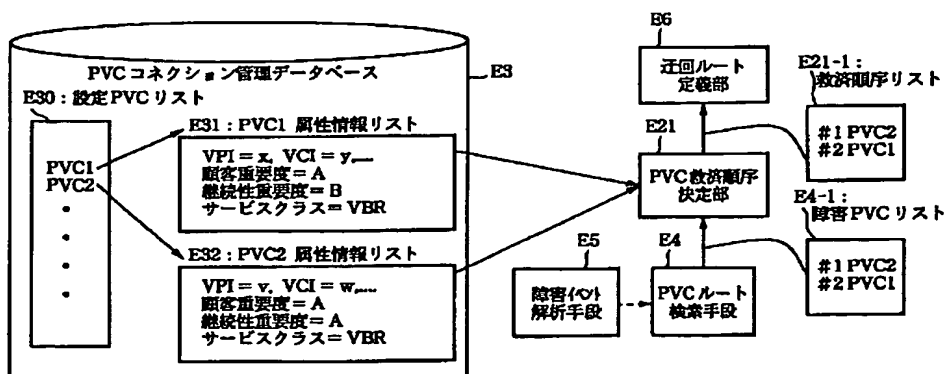 PVCコネクション管理データベース
E3
E30：設定PVCリスト
PVC1
PVC2
E31：PVC1 属性情報リスト
VPI＝x, VCI＝y,....
顧客重要度＝A
継続性重要度＝B
サービスクラス＝VBR
E32：PVC2 属性情報リスト
VPI＝v, VCI＝w,....
顧客重要度＝A
継続性重要度＝A
サービスクラス＝VBR
E6
迂回ルート
定義部
E21
PVC救済順序
決定部
E5
障害イベント
解析手段
E4
PVCルート
検索手段
E21-1：
救済順序リスト
#1 PVC2
#2 PVC1
E4-1：
障害PVCリスト
#1 PVC2
#2 PVC1